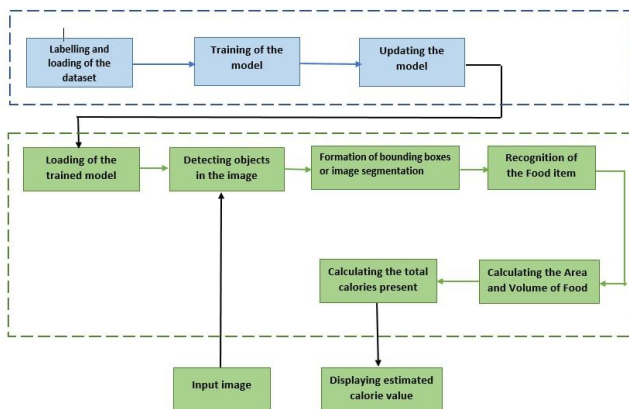 Labelling and
loading of the
dataset
Training of the
model
Updating the
model
Loading of the
trained model
Detecting objects
in the image
Formation of bounding boxes
or image segmentation
Recognition of
the Food item
Calculating the total
calories present
Calculating the Area
and Volume of Food
Input image
Displaying estimated
calorie value